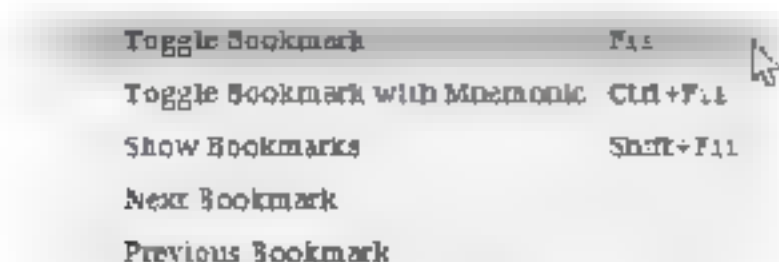 Toggle Bookmark F11
Toggle Bookmark with Mnemonic Ctrl+F11
Show Bookmarks Shift+F11
Next Bookmark
Previous Bookmark